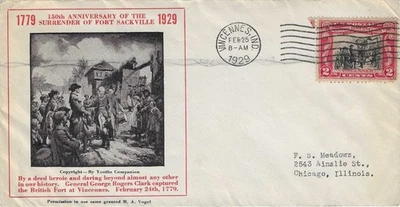 1779 150th ANNIVERSARY OF THE 1929
SURRENDER OF FORT SACKVILLE
Copyright—By Youths Companion
By a deed heroic and daring beyond almost any other
in our history. General George Rogers Clark captured
the British Fort at Vincennes. February 24th, 1779.
Permission to use same granted H. A. Vogel
VINCENNES, IND.
FEB 25
8-AM
1929
2 2
F. S. Meadows,
2543 Ainslie St.,
Chicago, Illinois.